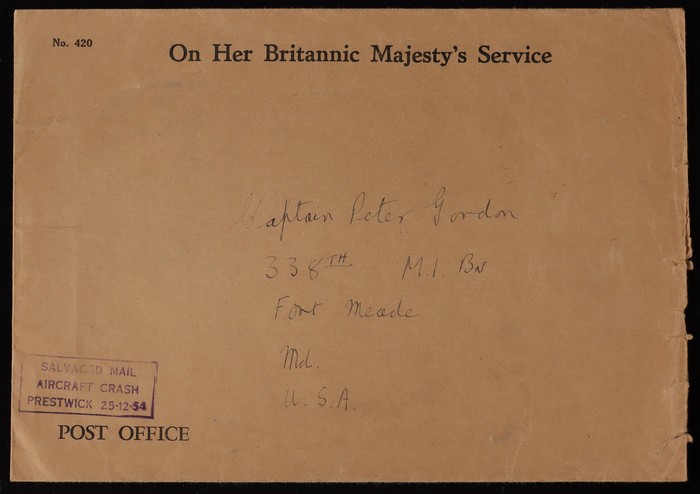 No. 420
On Her Britannic Majesty's Service
Captain Peter Gordon
338TH M.I. BN
Fort Meade
Md.
U.S.A.
SALVAGED MAIL
AIRCRAFT CRASH
PRESTWICK 25-12-54
POST OFFICE